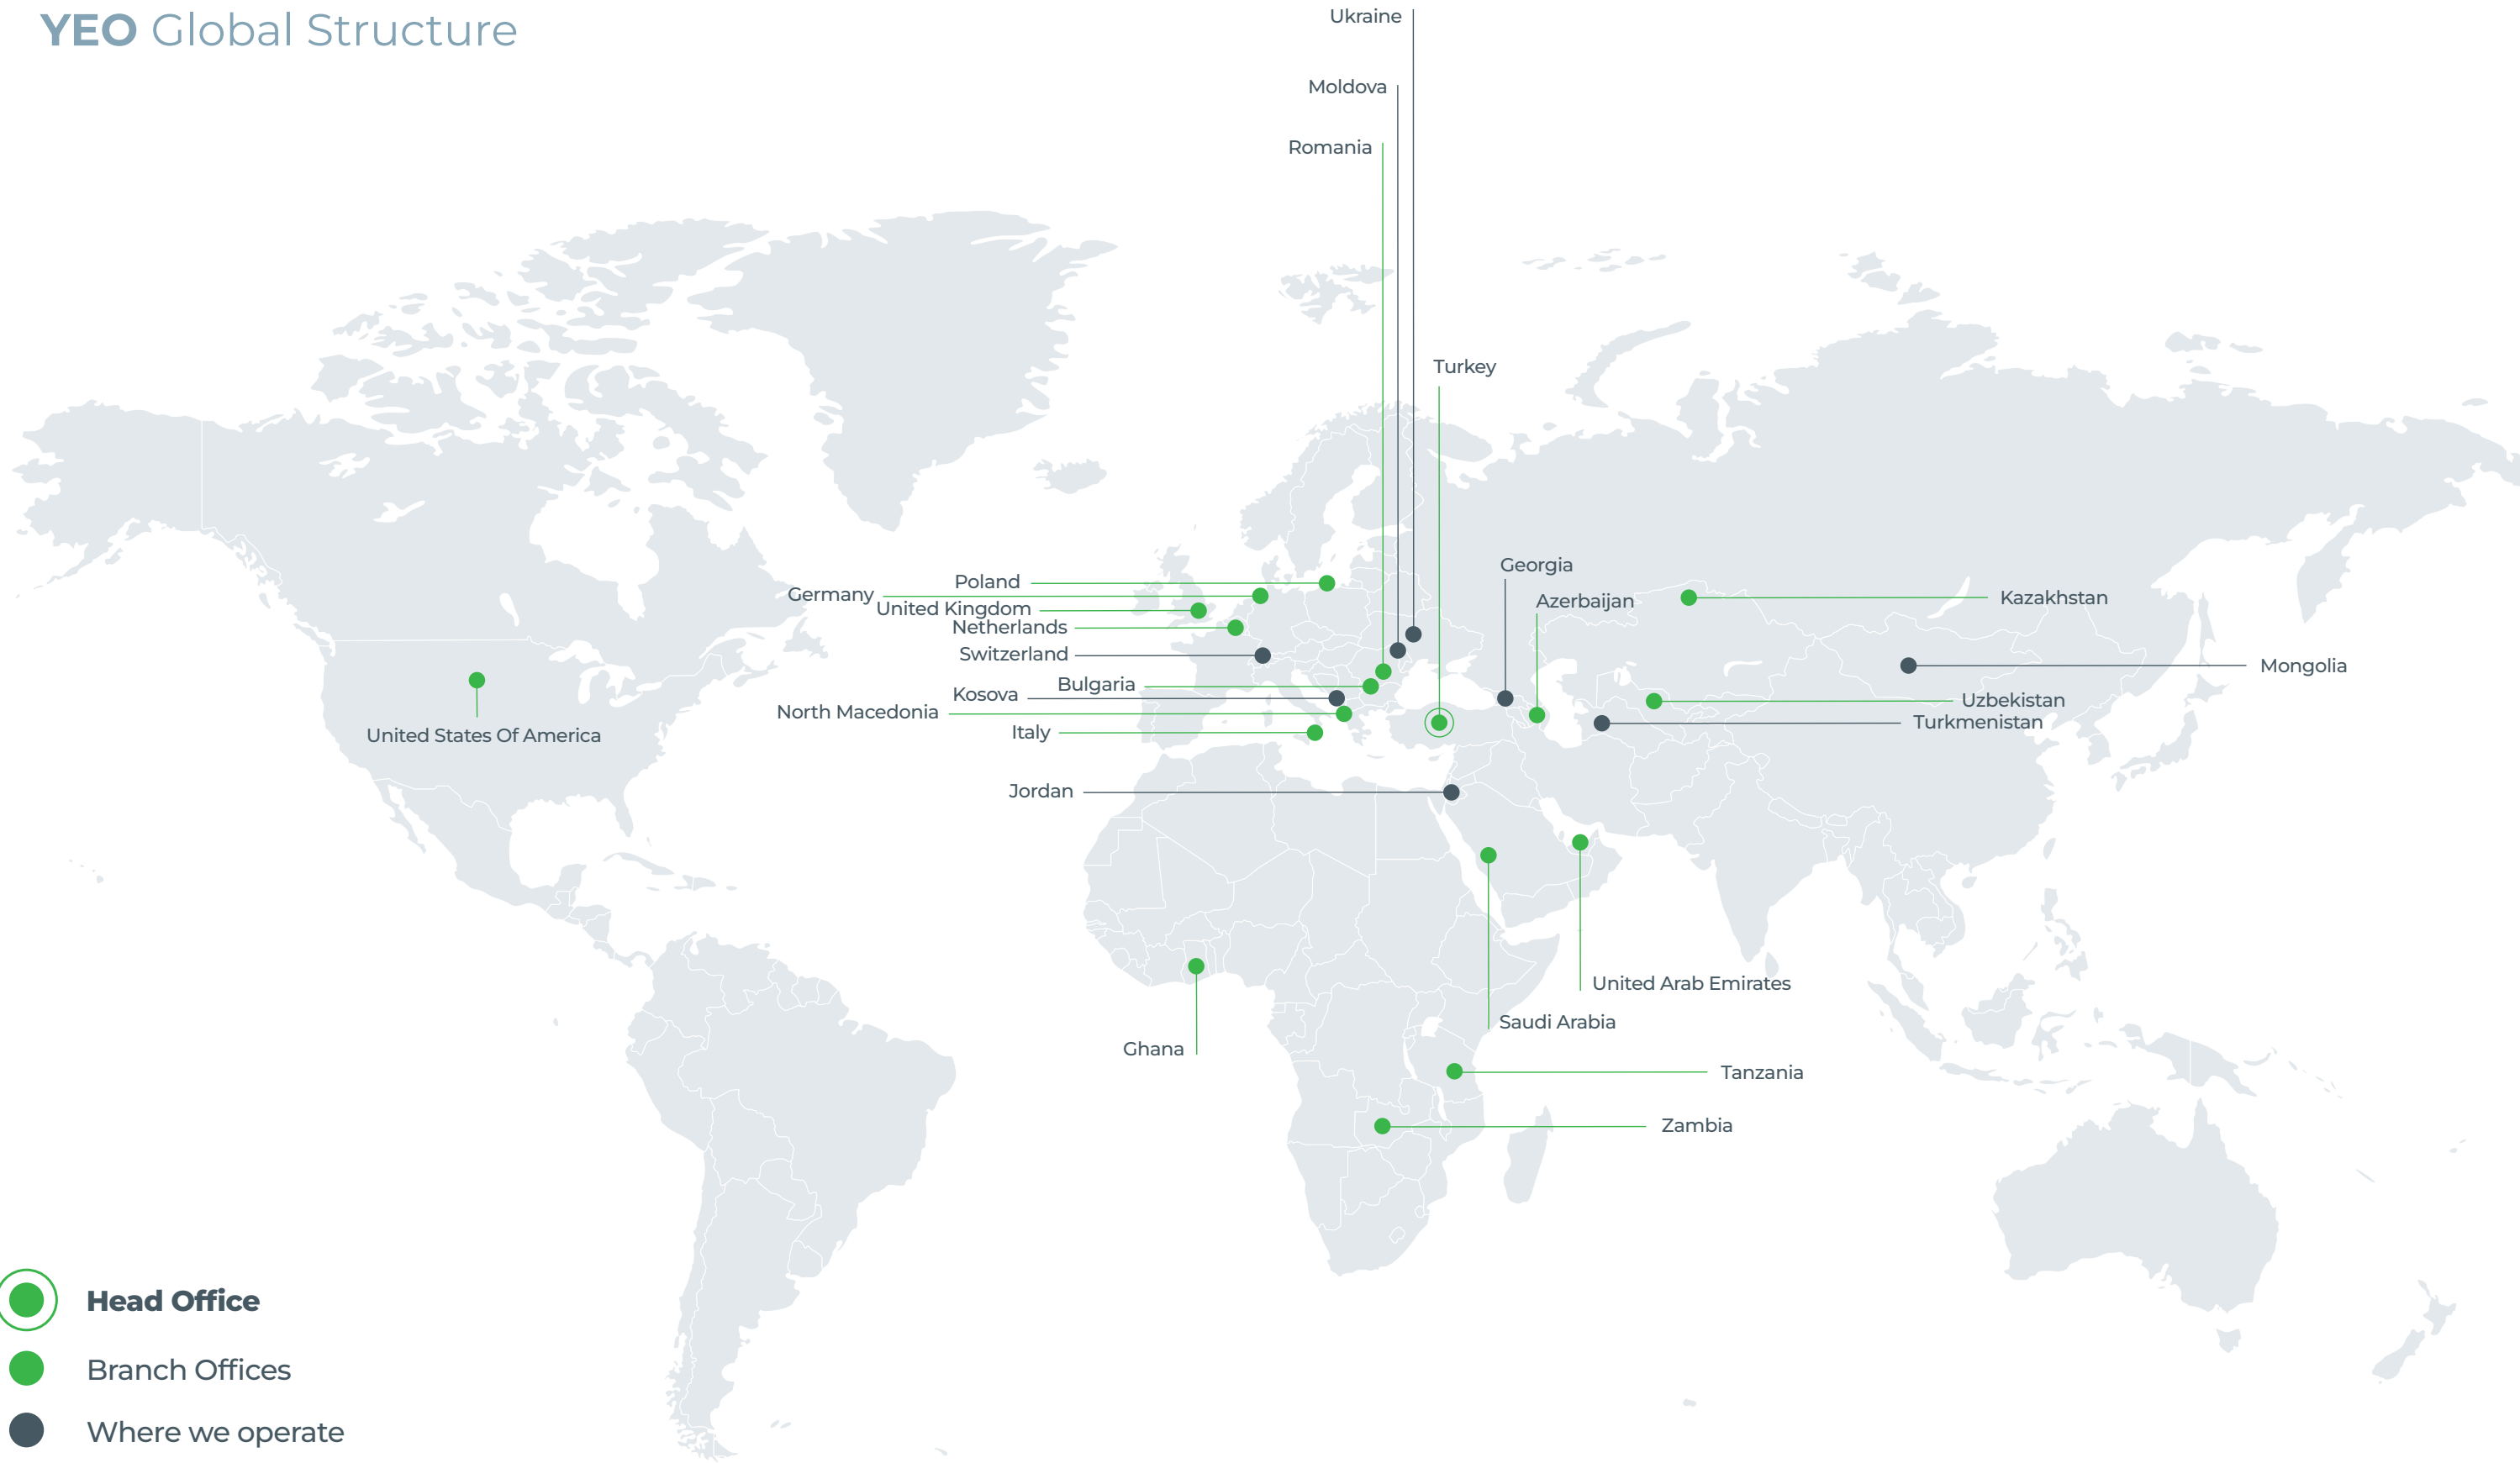 YEO Global Structure
Ukraine
Moldova
Romania
Turkey
Georgia
Azerbaijan
Poland
Germany
United Kingdom
Netherlands
Switzerland
Bulgaria
Kosova
North Macedonia
Italy
Jordan
Kazakhstan
Mongolia
Uzbekistan
Turkmenistan
United States Of America
United Arab Emirates
Saudi Arabia
Ghana
Tanzania
Zambia
Head Office
Branch Offices
Where we operate